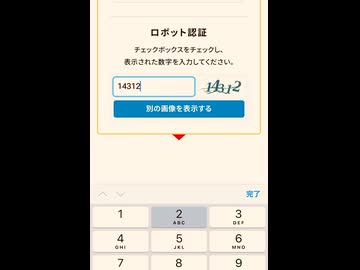 ロボット認証
チェックボックスをチェックし、
表示された数字を入力してください。
14312 14312
別の画像を表示する
完了
1 2 3
ABC DEF
4 5 6
GHI JKL MNO
7 8 9